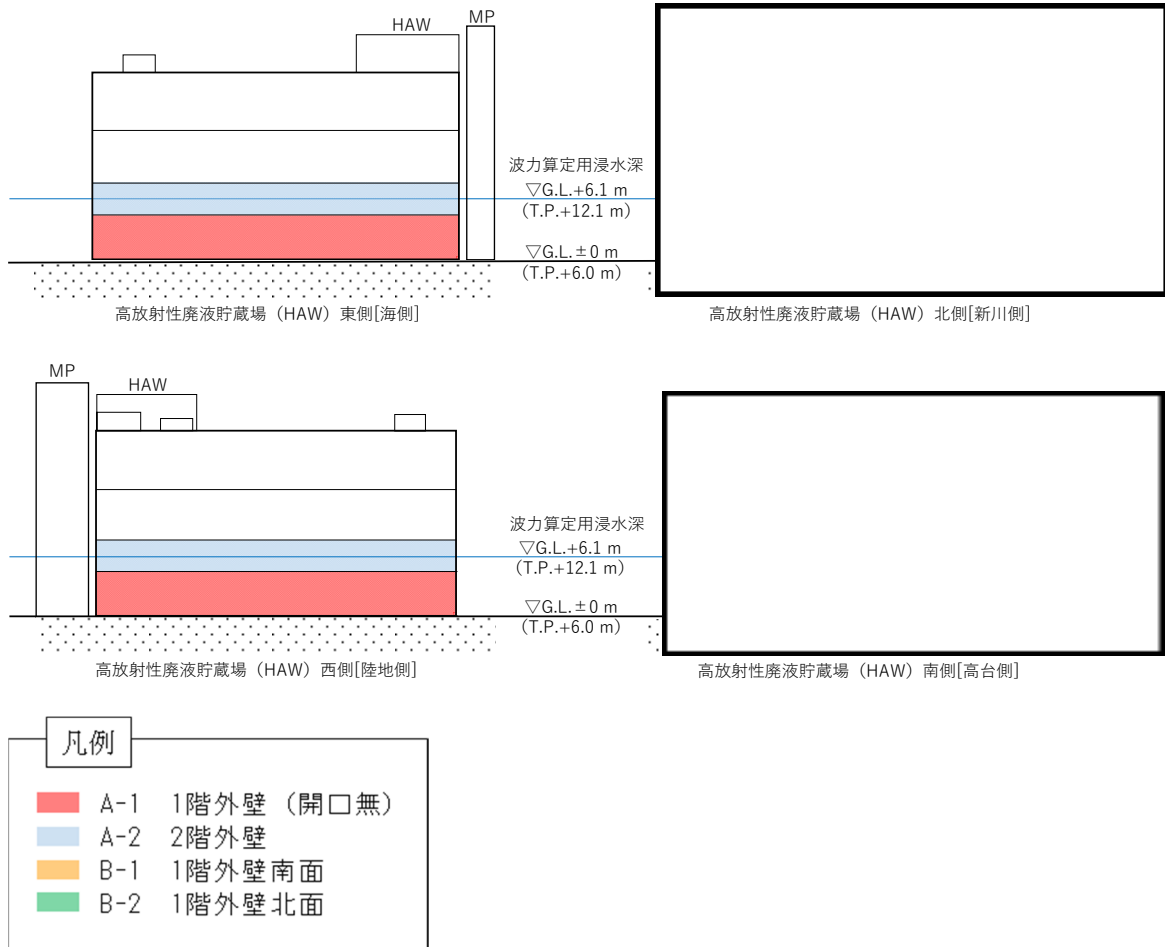 HAW
MP
波力算定用浸水深
▽G.L.+6.1 m
(T.P.+12.1 m)
▽G.L.±0 m
(T.P.+6.0 m)
高放射性廃液貯蔵場（HAW）東側[海側]
高放射性廃液貯蔵場（HAW）北側[新川側]
MP
HAW
波力算定用浸水深
▽G.L.+6.1 m
(T.P.+12.1 m)
▽G.L.±0 m
(T.P.+6.0 m)
高放射性廃液貯蔵場（HAW）西側[陸地側]
高放射性廃液貯蔵場（HAW）南側[高台側]
凡例
A-1 1階外壁（開口無）
A-2 2階外壁
B-1 1階外壁南面
B-2 1階外壁北面